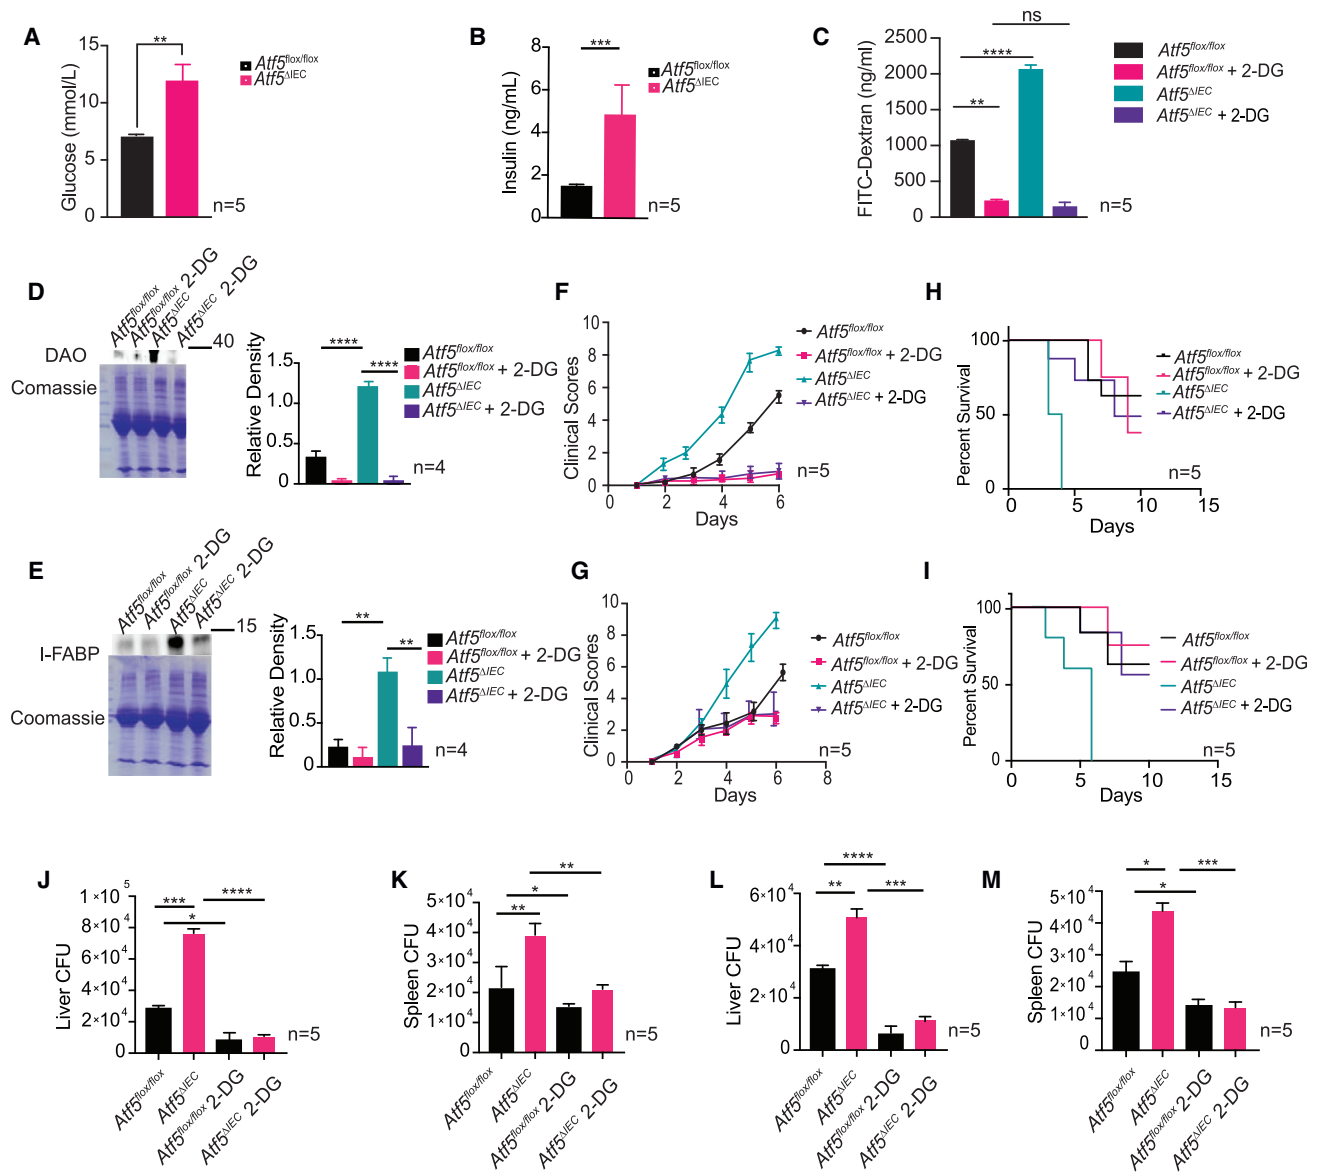 A
Glucose (mmol/L)
15
10
5
0
**
Atf5flox/flox
Atf5ΔIEC
n=5
B
Insulin (ng/mL)
8
6
4
2
0
***
Atf5flox/flox
Atf5ΔIEC
n=5
C
FITC-Dextran (ng/ml)
2500
2000
1500
1000
500
0
ns
****
**
Atf5flox/flox
Atf5flox/flox + 2-DG
Atf5ΔIEC
Atf5ΔIEC + 2-DG
n=5
D
Atf5flox/flox
Atf5flox/flox 2-DG
Atf5ΔIEC
Atf5ΔIEC 2-DG
DAO
40
Comassie
Relative Density
1.5
1.0
0.5
0
****
****
Atf5flox/flox
Atf5flox/flox + 2-DG
Atf5ΔIEC
Atf5ΔIEC + 2-DG
n=4
F
Clinical Scores
10
8
6
4
2
0
0 2 4 6
Days
Atf5flox/flox
Atf5flox/flox + 2-DG
Atf5ΔIEC
Atf5ΔIEC + 2-DG
n=5
H
Percent Survival
100
50
0
0 5 10 15
Days
Atf5flox/flox
Atf5flox/flox + 2-DG
Atf5ΔIEC
Atf5ΔIEC + 2-DG
n=5
E
Atf5flox/flox
Atf5flox/flox 2-DG
Atf5ΔIEC
Atf5ΔIEC 2-DG
I-FABP
15
Coomassie
Relative Density
1.5
1.0
0.5
0
**
**
Atf5flox/flox
Atf5flox/flox + 2-DG
Atf5ΔIEC
Atf5ΔIEC + 2-DG
n=4
G
Clinical Scores
10
8
6
4
2
0
0 2 4 6 8
Days
Atf5flox/flox
Atf5flox/flox + 2-DG
Atf5ΔIEC
Atf5ΔIEC + 2-DG
n=5
I
Percent Survival
100
50
0
0 5 10 15
Days
Atf5flox/flox
Atf5flox/flox + 2-DG
Atf5ΔIEC
Atf5ΔIEC + 2-DG
n=5
J
Liver CFU
1×10^5
8×10^4
6×10^4
4×10^4
2×10^4
0
***
****
*
n=5
Atf5flox/flox
Atf5ΔIEC
Atf5flox/flox 2-DG
Atf5ΔIEC 2-DG
K
Spleen CFU
5×10^4
4×10^4
3×10^4
2×10^4
1×10^4
0
**
*
**
n=5
Atf5flox/flox
Atf5ΔIEC
Atf5flox/flox 2-DG
Atf5ΔIEC 2-DG
L
Liver CFU
6×10^4
4×10^4
2×10^4
0
****
**
***
n=5
Atf5flox/flox
Atf5ΔIEC
Atf5flox/flox 2-DG
Atf5ΔIEC 2-DG
M
Spleen CFU
5×10^4
4×10^4
3×10^4
2×10^4
1×10^4
0
*
***
*
n=5
Atf5flox/flox
Atf5ΔIEC
Atf5flox/flox 2-DG
Atf5ΔIEC 2-DG